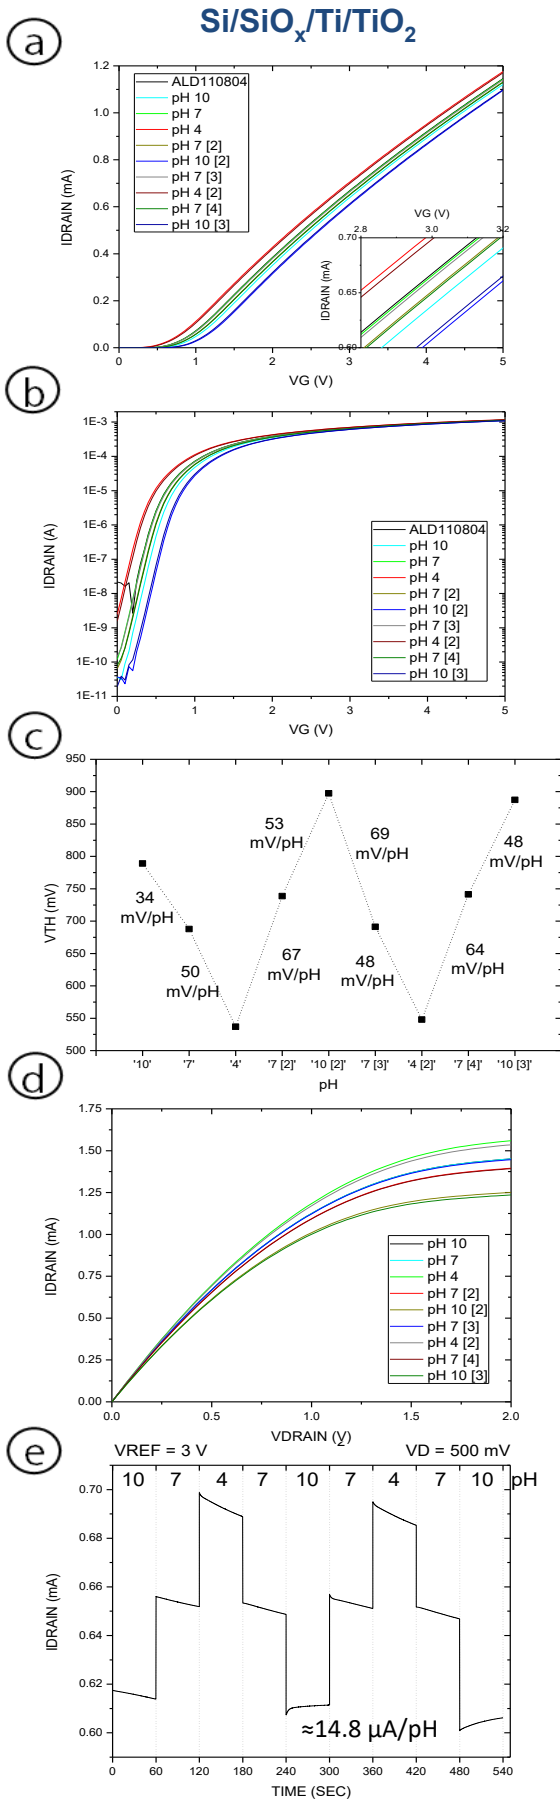 Si/SiOx/Ti/TiO2
a
1.2
1.0
0.8
0.6
0.4
0.2
0.0
IDRAIN (mA)
ALD110804
pH 10
pH 7
pH 4
pH 7 [2]
pH 10 [2]
pH 7 [3]
pH 4 [2]
pH 7 [4]
pH 10 [3]
VG (V)
2.8 3.0 3.2
0.70
0.65
0.60
IDRAIN (mA)
0 1 2 3 4 5
VG (V)
b
1E-3
1E-4
1E-5
1E-6
1E-7
1E-8
1E-9
1E-10
1E-11
IDRAIN (A)
ALD110804
pH 10
pH 7
pH 4
pH 7 [2]
pH 10 [2]
pH 7 [3]
pH 4 [2]
pH 7 [4]
pH 10 [3]
0 1 2 3 4 5
VG (V)
c
950
900
850
800
750
700
650
600
550
500
VTH (mV)
34
mV/pH
50
mV/pH
53
mV/pH
67
mV/pH
69
mV/pH
48
mV/pH
48
mV/pH
64
mV/pH
'10' '7' '4' '7 [2]' '10 [2]' '7 [3]' '4 [2]' '7 [4]' '10 [3]'
pH
d
1.75
1.50
1.25
1.00
0.75
0.50
0.25
0.00
IDRAIN (mA)
pH 10
pH 7
pH 4
pH 7 [2]
pH 10 [2]
pH 7 [3]
pH 4 [2]
pH 7 [4]
pH 10 [3]
0.0 0.5 1.0 1.5 2.0
VDRAIN (V)
e
VREF = 3 V VD = 500 mV
10 7 4 7 10 7 4 7 10 pH
0.70
0.68
0.66
0.64
0.62
0.60
IDRAIN (mA)
≈14.8 µA/pH
0 60 120 180 240 300 360 420 480 540
TIME (SEC)